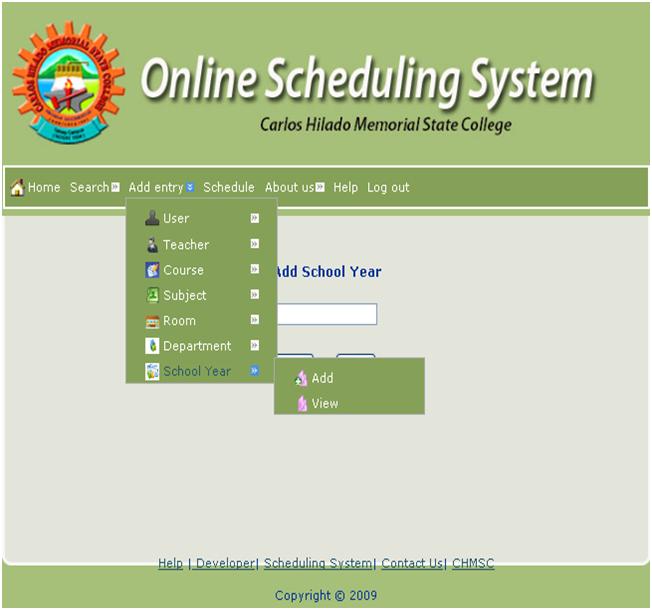 CARLOS HILADO MEMORIAL STATE COLLEGE
Online Scheduling System
Carlos Hilado Memorial State College
Home Search Add entry Schedule About us Help Log out
User
Teacher
Course
Subject
Room
Department
School Year
Add School Year
Add
View
Help | Developer| Scheduling System| Contact Us| CHMSC
Copyright © 2009